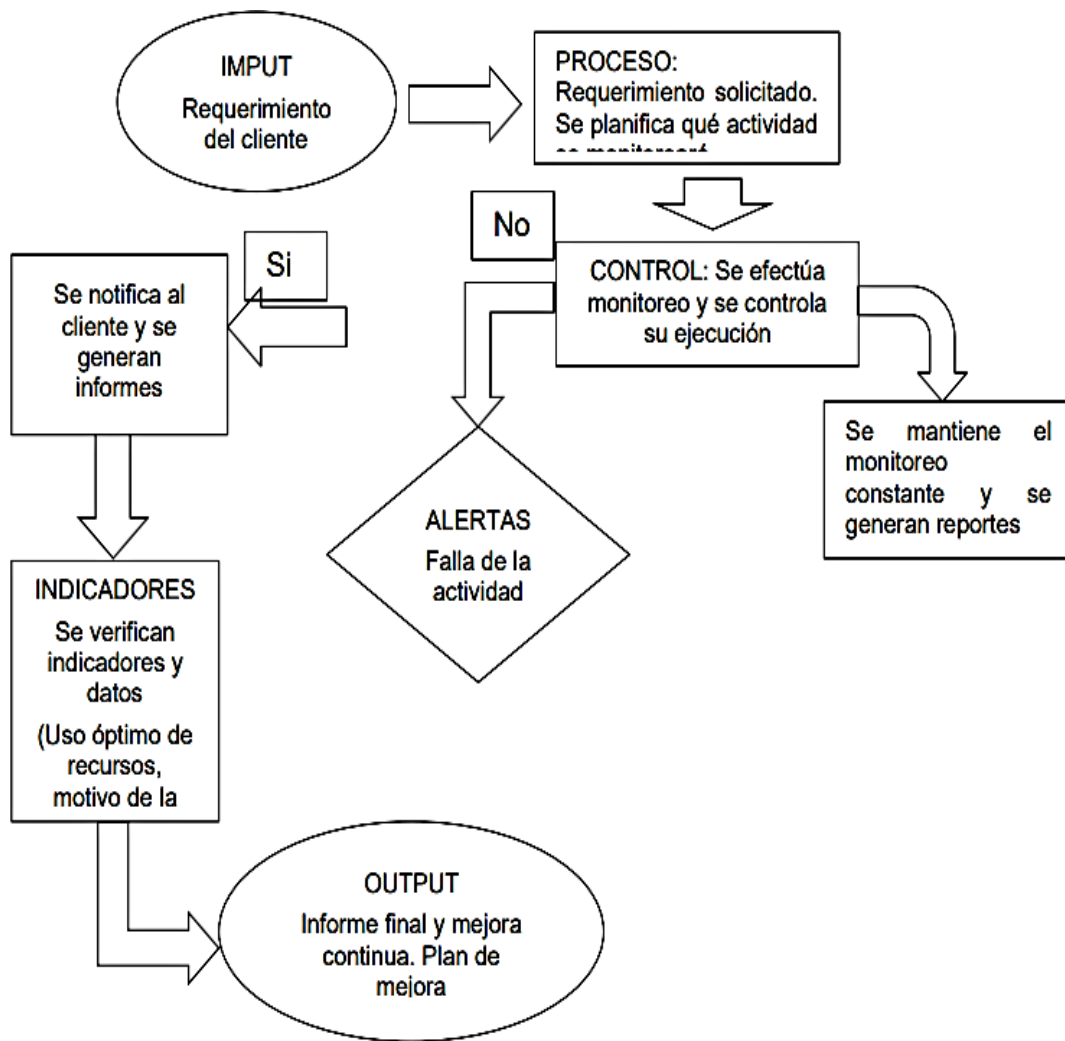 IMPUT
Requerimiento
del cliente
PROCESO:
Requerimiento solicitado.
Se planifica qué actividad
se monitoreará
No
Si
CONTROL: Se efectúa
monitoreo y se controla
su ejecución
Se notifica al
cliente y se
generan
informes
Se mantiene el
monitoreo
constante y se
generan reportes
ALERTAS
Falla de la
actividad
INDICADORES
Se verifican
indicadores y
datos
(Uso óptimo de
recursos,
motivo de la
OUTPUT
Informe final y mejora
continua. Plan de
mejora